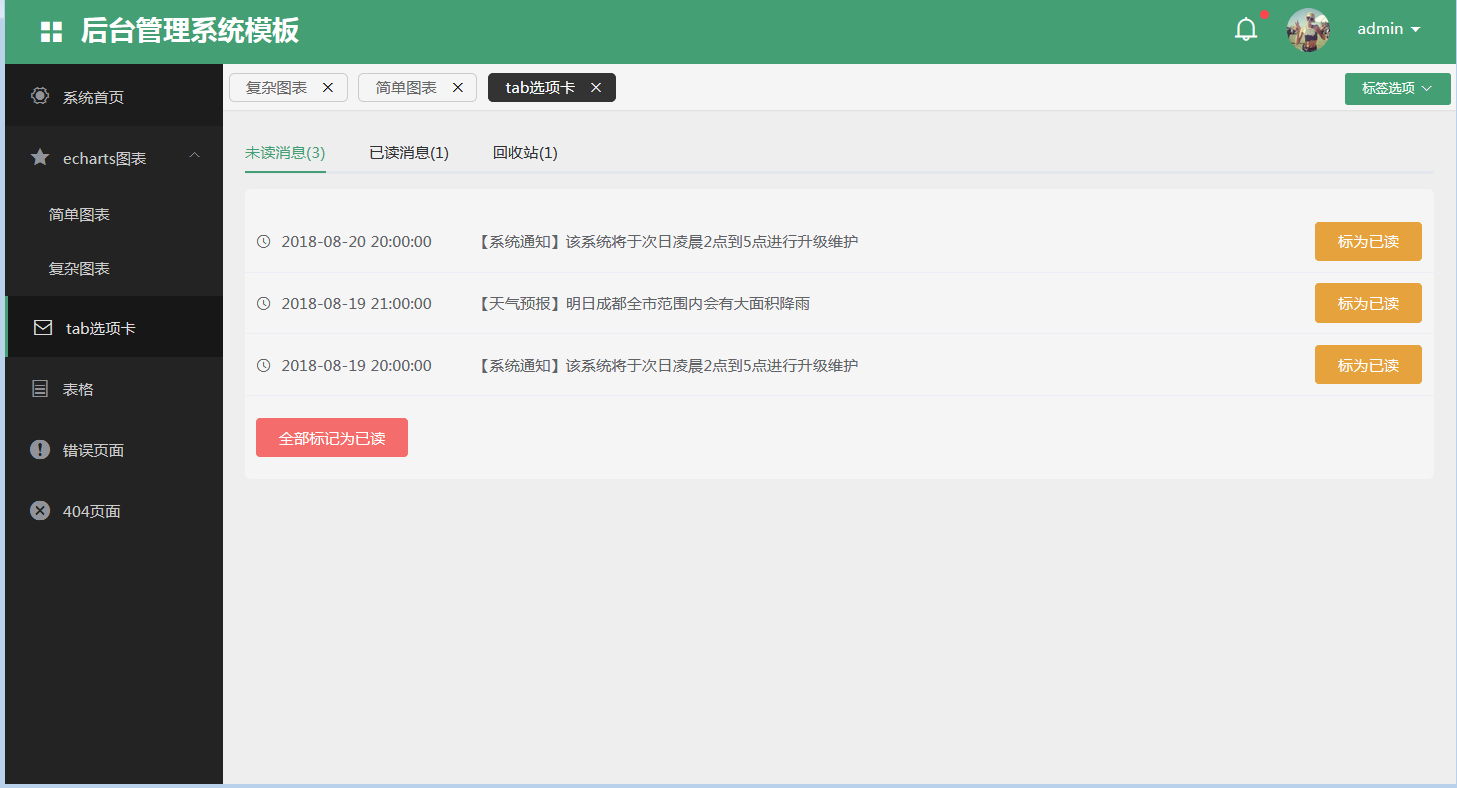 后台管理系统模板
admin
系统首页
echarts图表
简单图表
复杂图表
tab选项卡
表格
错误页面
404页面
复杂图表 简单图表 tab选项卡 标签选项
未读消息(3) 已读消息(1) 回收站(1)
2018-08-20 20:00:00 【系统通知】该系统将于次日凌晨2点到5点进行升级维护 标为已读
2018-08-19 21:00:00 【天气预报】明日成都全市范围内会有大面积降雨 标为已读
2018-08-19 20:00:00 【系统通知】该系统将于次日凌晨2点到5点进行升级维护 标为已读
全部标记为已读